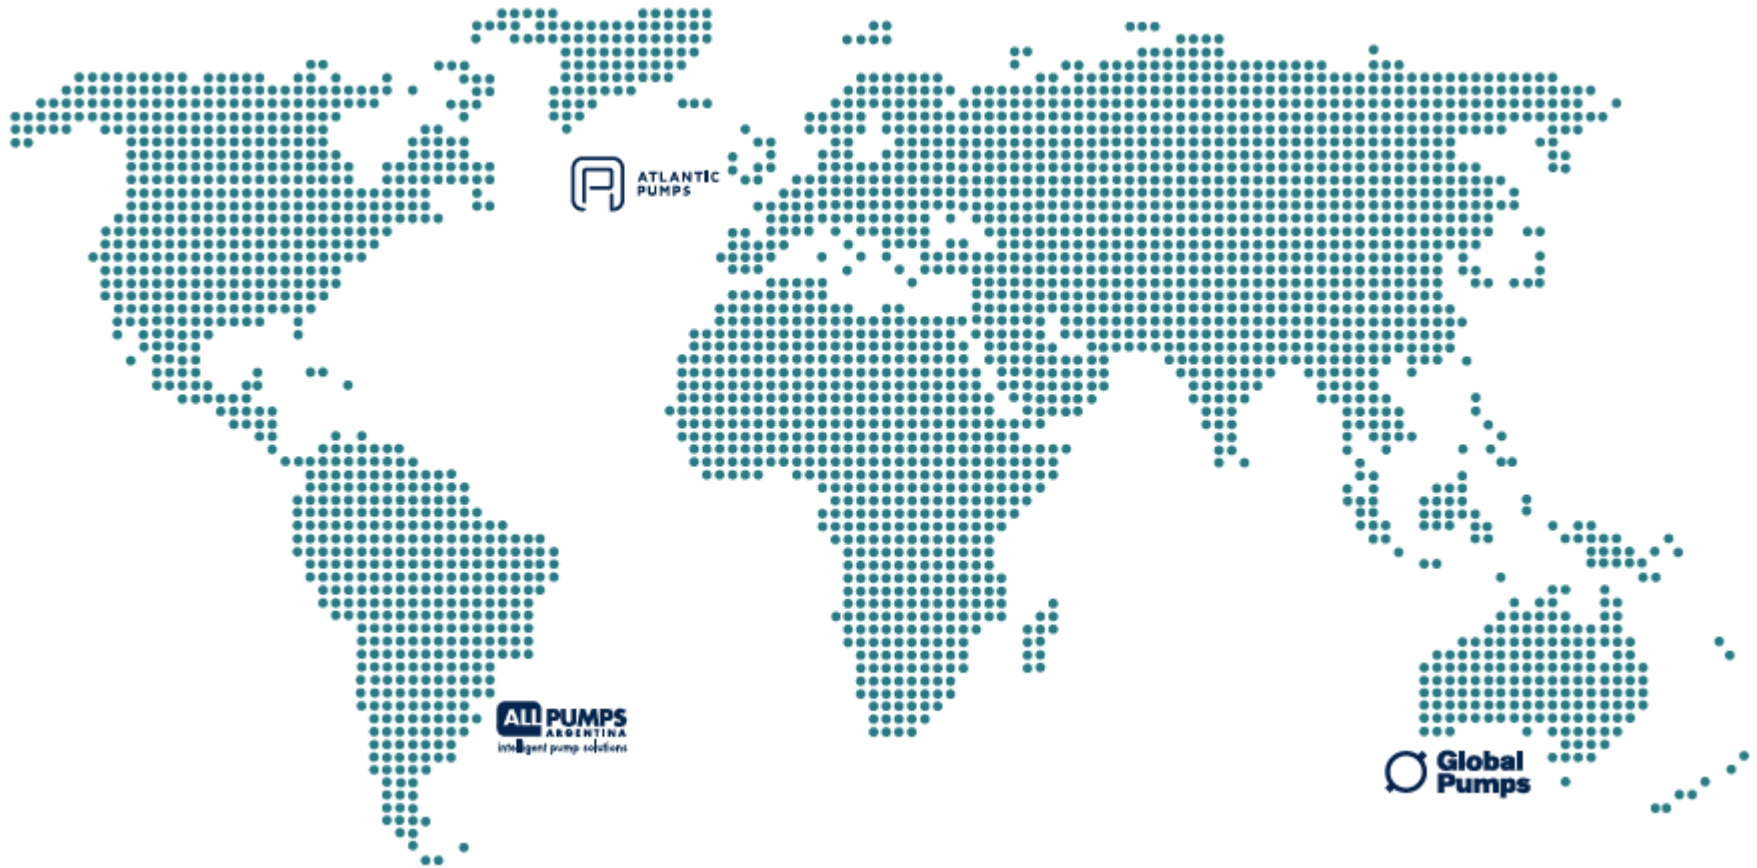 ATLANTIC
PUMPS
ALL PUMPS
ARGENTINA
intelligent pump solutions
Global
Pumps